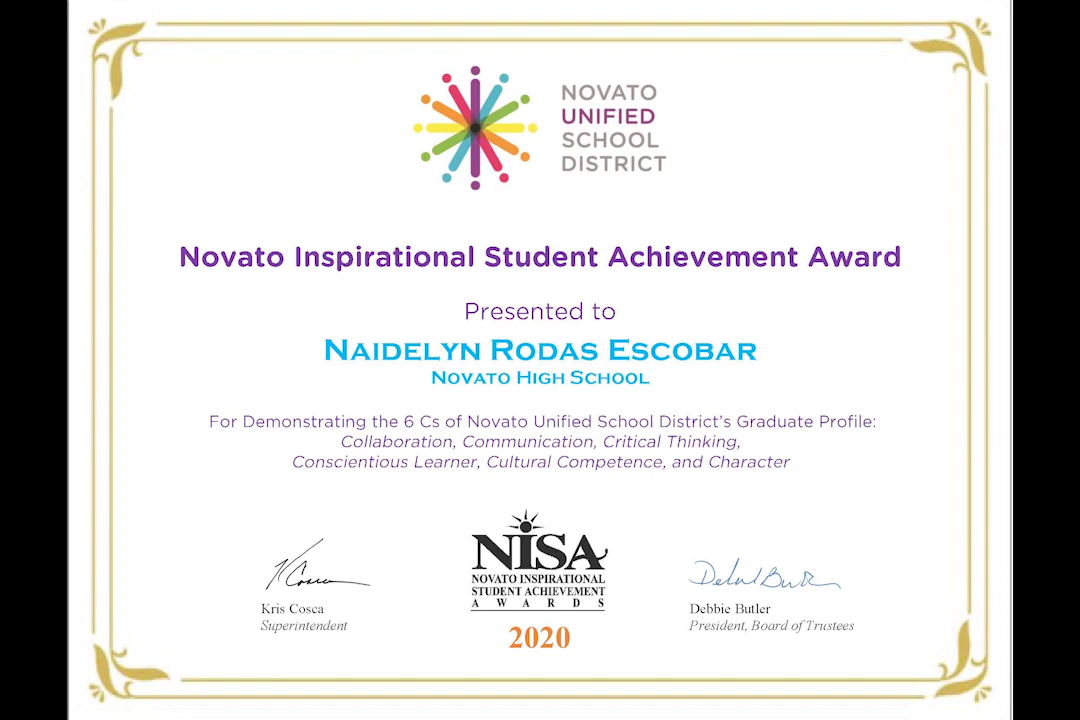 NOVATO
UNIFIED
SCHOOL
DISTRICT
Novato Inspirational Student Achievement Award
Presented to
NAIDELYN RODAS ESCOBAR
NOVATO HIGH SCHOOL
For Demonstrating the 6 Cs of Novato Unified School District's Graduate Profile:
Collaboration, Communication, Critical Thinking,
Conscientious Learner, Cultural Competence, and Character
NISA
NOVATO INSPIRATIONAL
STUDENT ACHIEVEMENT
AWARDS
2020
Kris Cosca
Superintendent
Debbie Butler
President, Board of Trustees